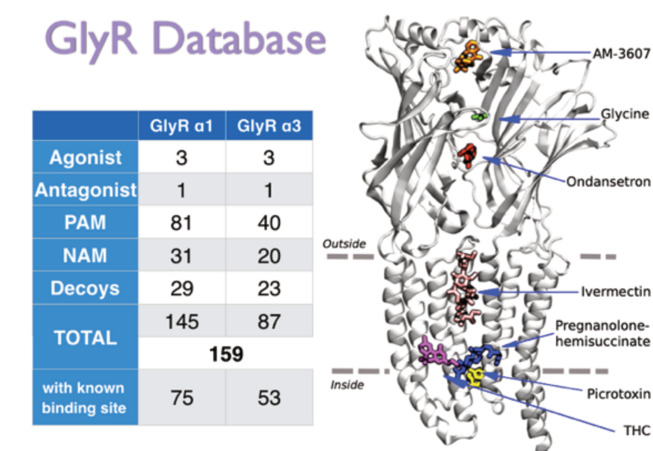 GlyR Database
GlyR α1 GlyR α3
Agonist 3 3
Antagonist 1 1
PAM 81 40
NAM 31 20
Decoys 29 23
TOTAL 145 87
159
with known
binding site 75 53
AM-3607
Glycine
Ondansetron
Outside
Ivermectin
Pregnanolone-
hemisuccinate
Inside
Picrotoxin
THC